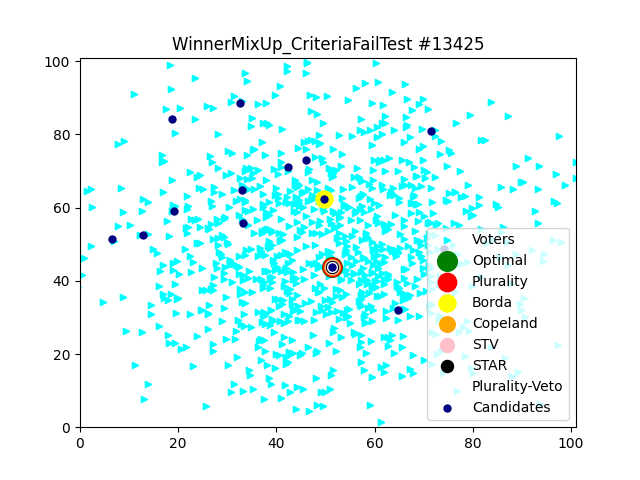 WinnerMixUp_CriteriaFailTest #13425
100
80
60
40
20
0
0 20 40 60 80 100
Voters
Optimal
Plurality
Borda
Copeland
STV
STAR
Plurality-Veto
Candidates